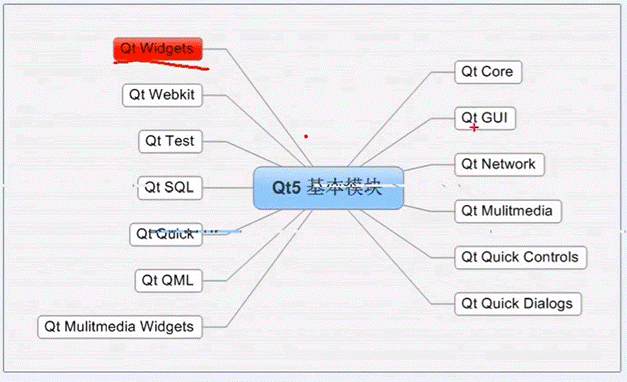 Qt Widgets
Qt Webkit
Qt Test
Qt SQL
Qt Quick
Qt QML
Qt Mulitmedia Widgets
Qt5 基本模块
Qt Core
Qt GUI
Qt Network
Qt Mulitmedia
Qt Quick Controls
Qt Quick Dialogs